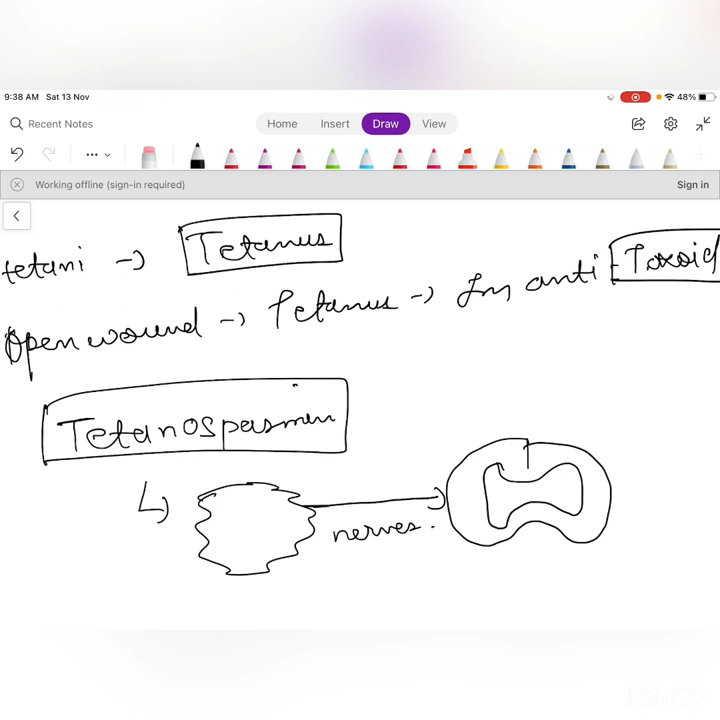 9:38 AM Sat 13 Nov 48%
Recent Notes Home Insert Draw View
Working offline (sign-in required) Sign in
tetani -> Tetanus
Open wound -> Tetanus -> Im anti-Toxoid
Tetanospasmin
nerves.
InShOt